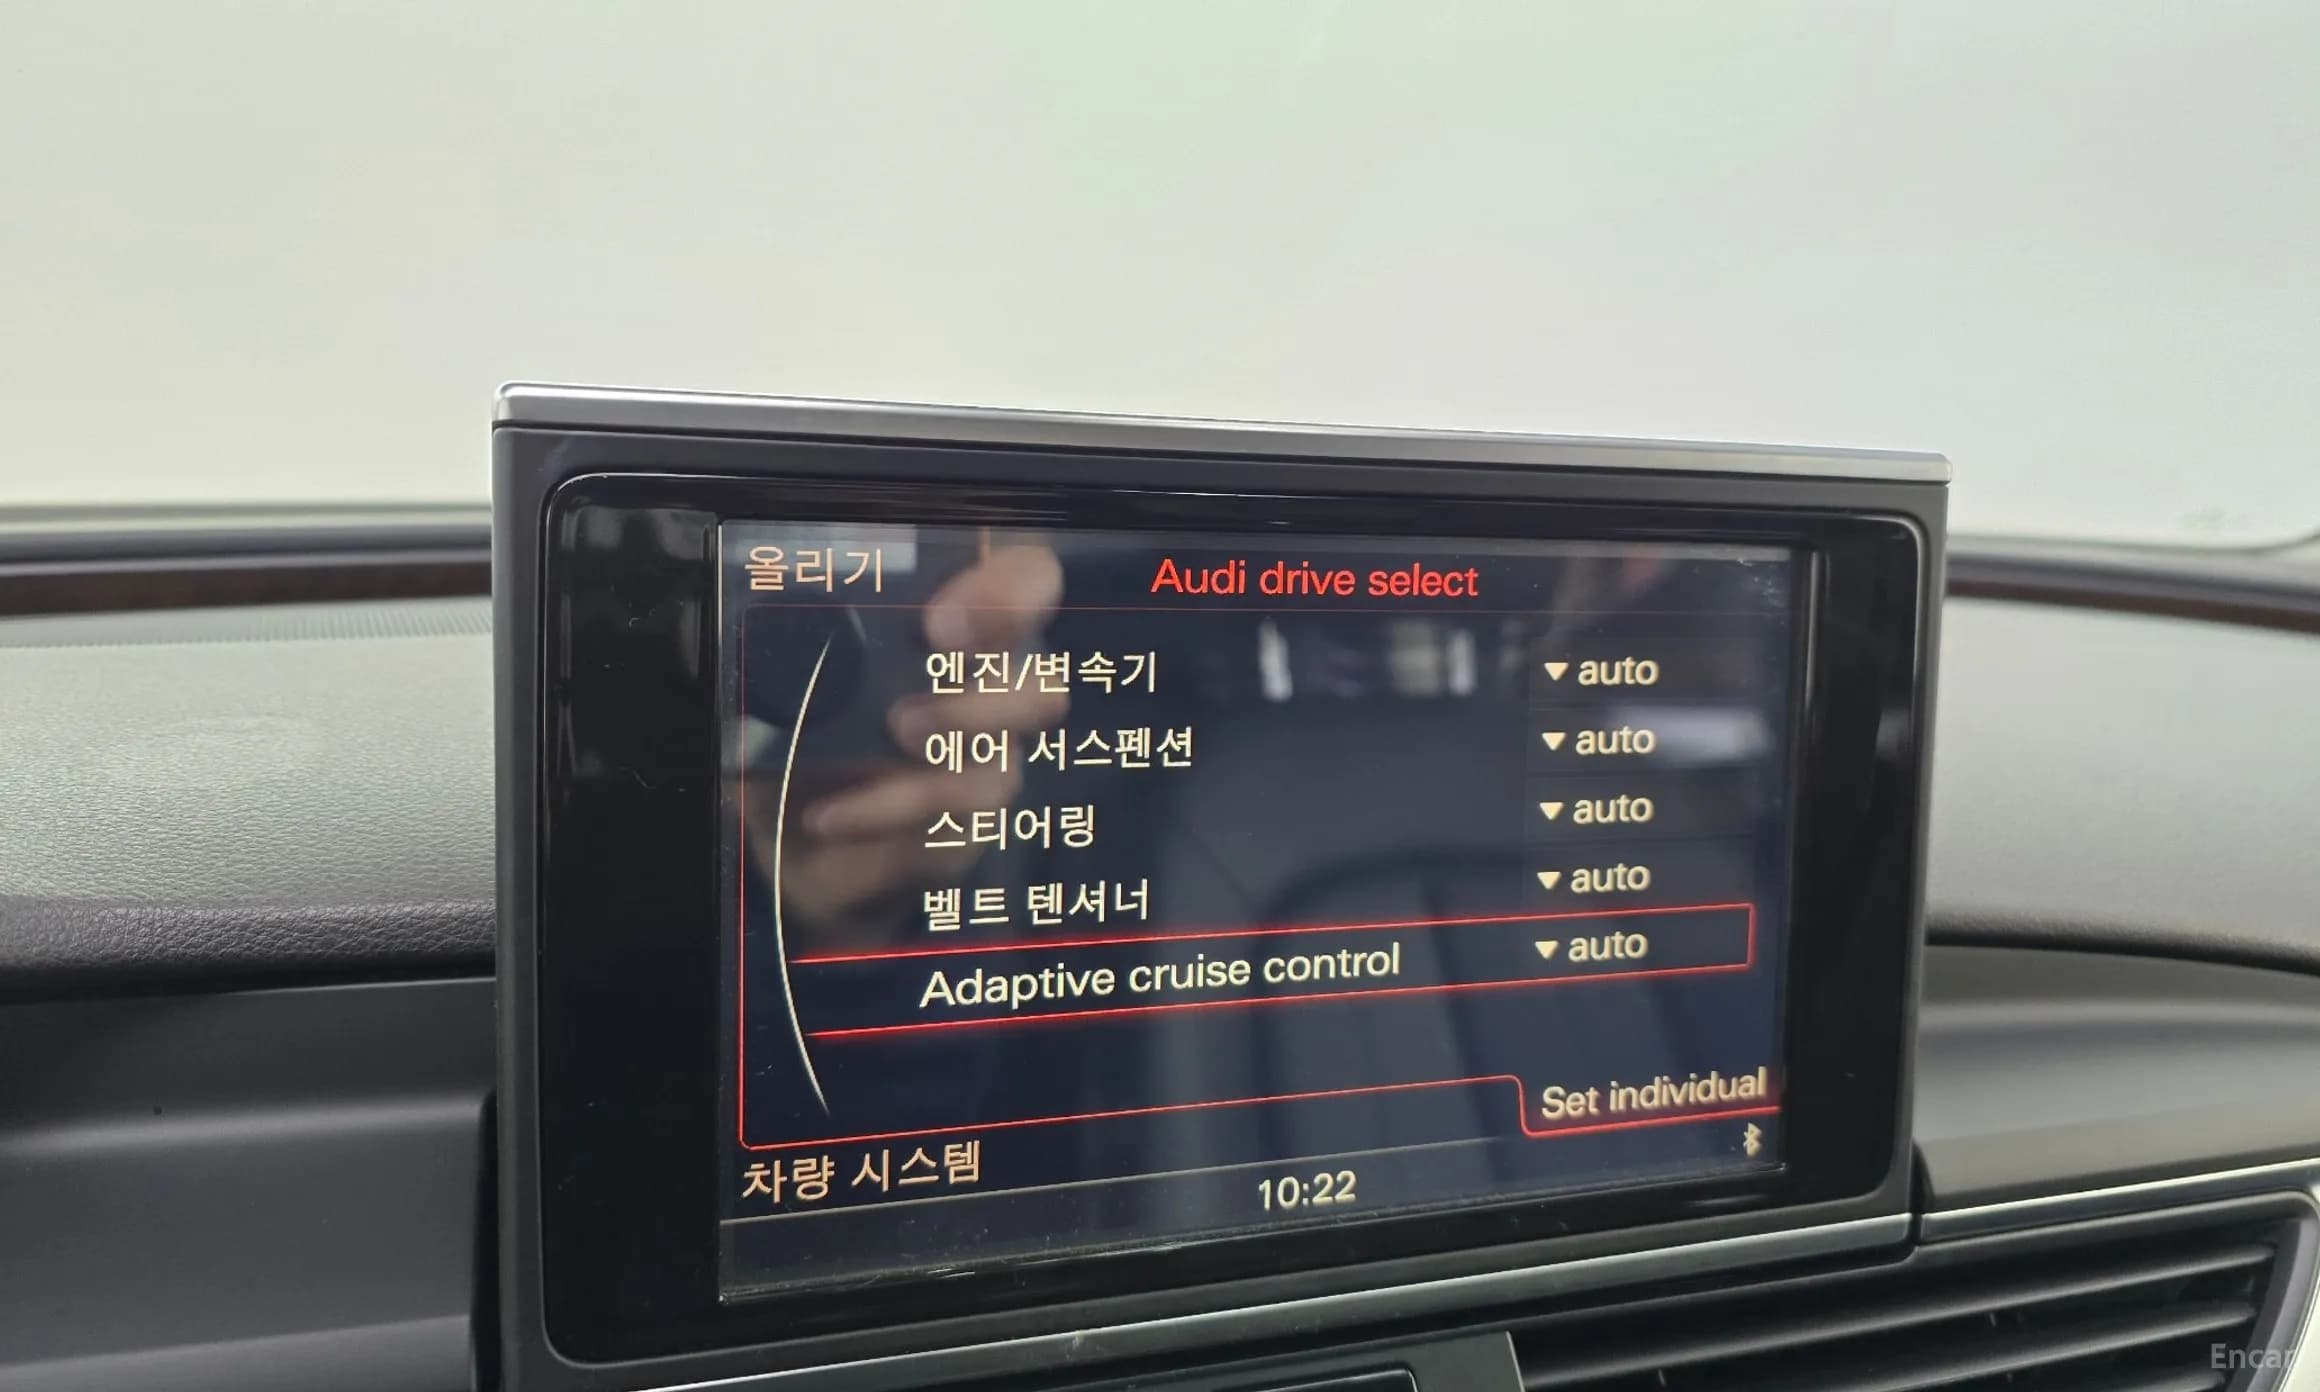 올리기 Audi drive select
엔진/변속기 ▼ auto
에어 서스펜션 ▼ auto
스티어링 ▼ auto
벨트 텐셔너 ▼ auto
Adaptive cruise control ▼ auto
Set individual
차량 시스템 10:22
Encar